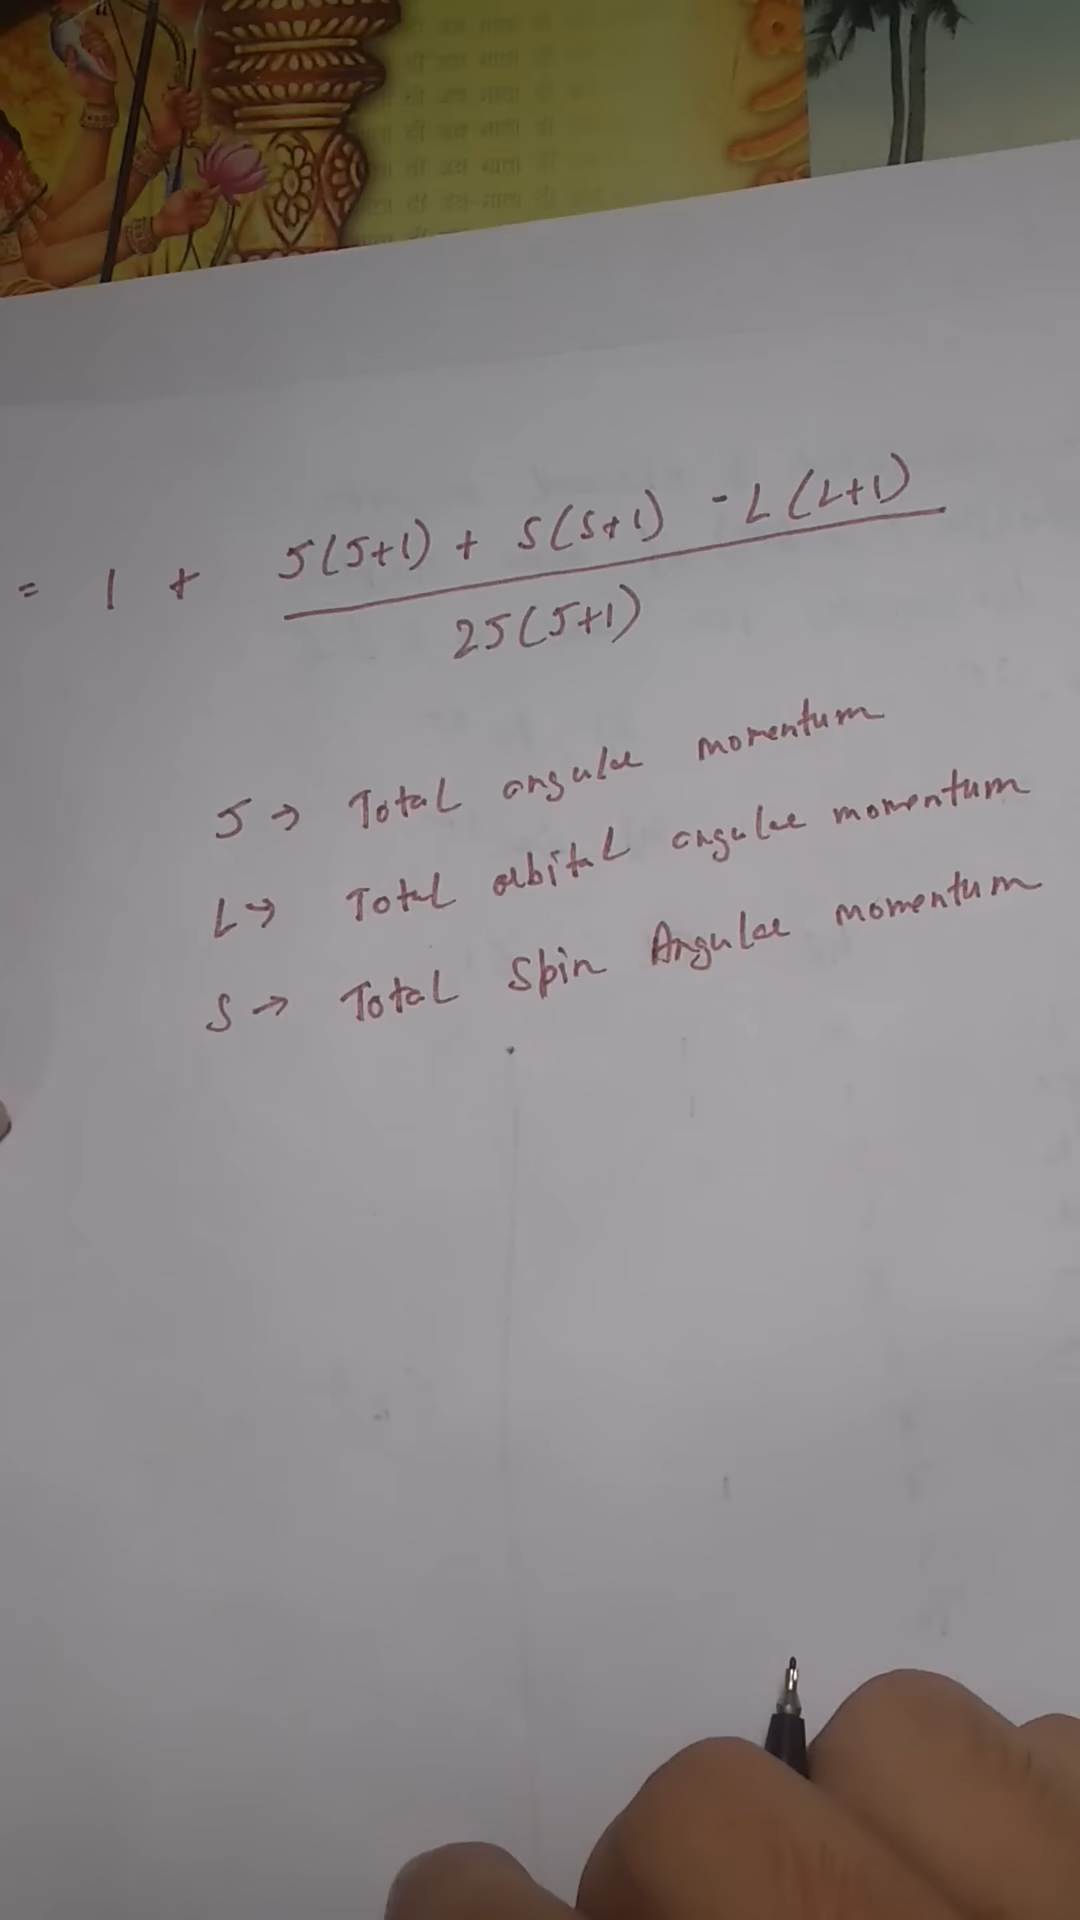 = 1 + J(J+1) + S(S+1) - L(L+1)
2J(J+1)
J → Total angular momentum
L → Total orbital angular momentum
S → Total Spin Angular momentum